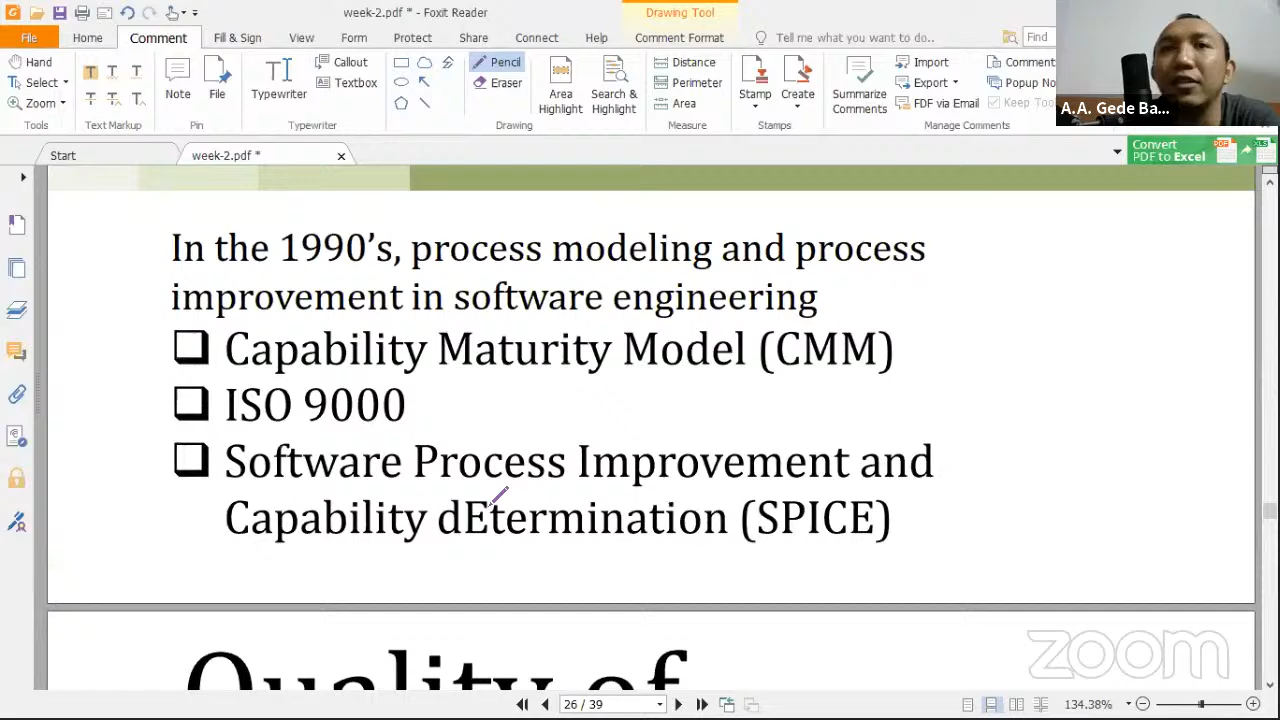 week-2.pdf * - Foxit Reader
Drawing Tool
File Home Comment Fill & Sign View Form Protect Share Connect Help Comment Format Tell me what you want to do.. Find
Hand
Select
Zoom
Tools
T T T
T T T
Text Markup
Note
File
Pin
Typewriter
Callout
Textbox
Typewriter
Pencil
Eraser
Drawing
Area
Highlight
Search &
Highlight
Distance
Perimeter
Area
Measure
Stamp
Create
Stamps
Summarize
Comments
Import
Export
FDF via Email
Comment
Popup No
Keep Too
Manage Comments
A.A. Gede Ba...
Start
week-2.pdf *
Convert
PDF to Excel
In the 1990’s, process modeling and process
improvement in software engineering
❑ Capability Maturity Model (CMM)
❑ ISO 9000
❑ Software Process Improvement and
Capability dEtermination (SPICE)
Quality of
zoom
26 / 39
134.38%